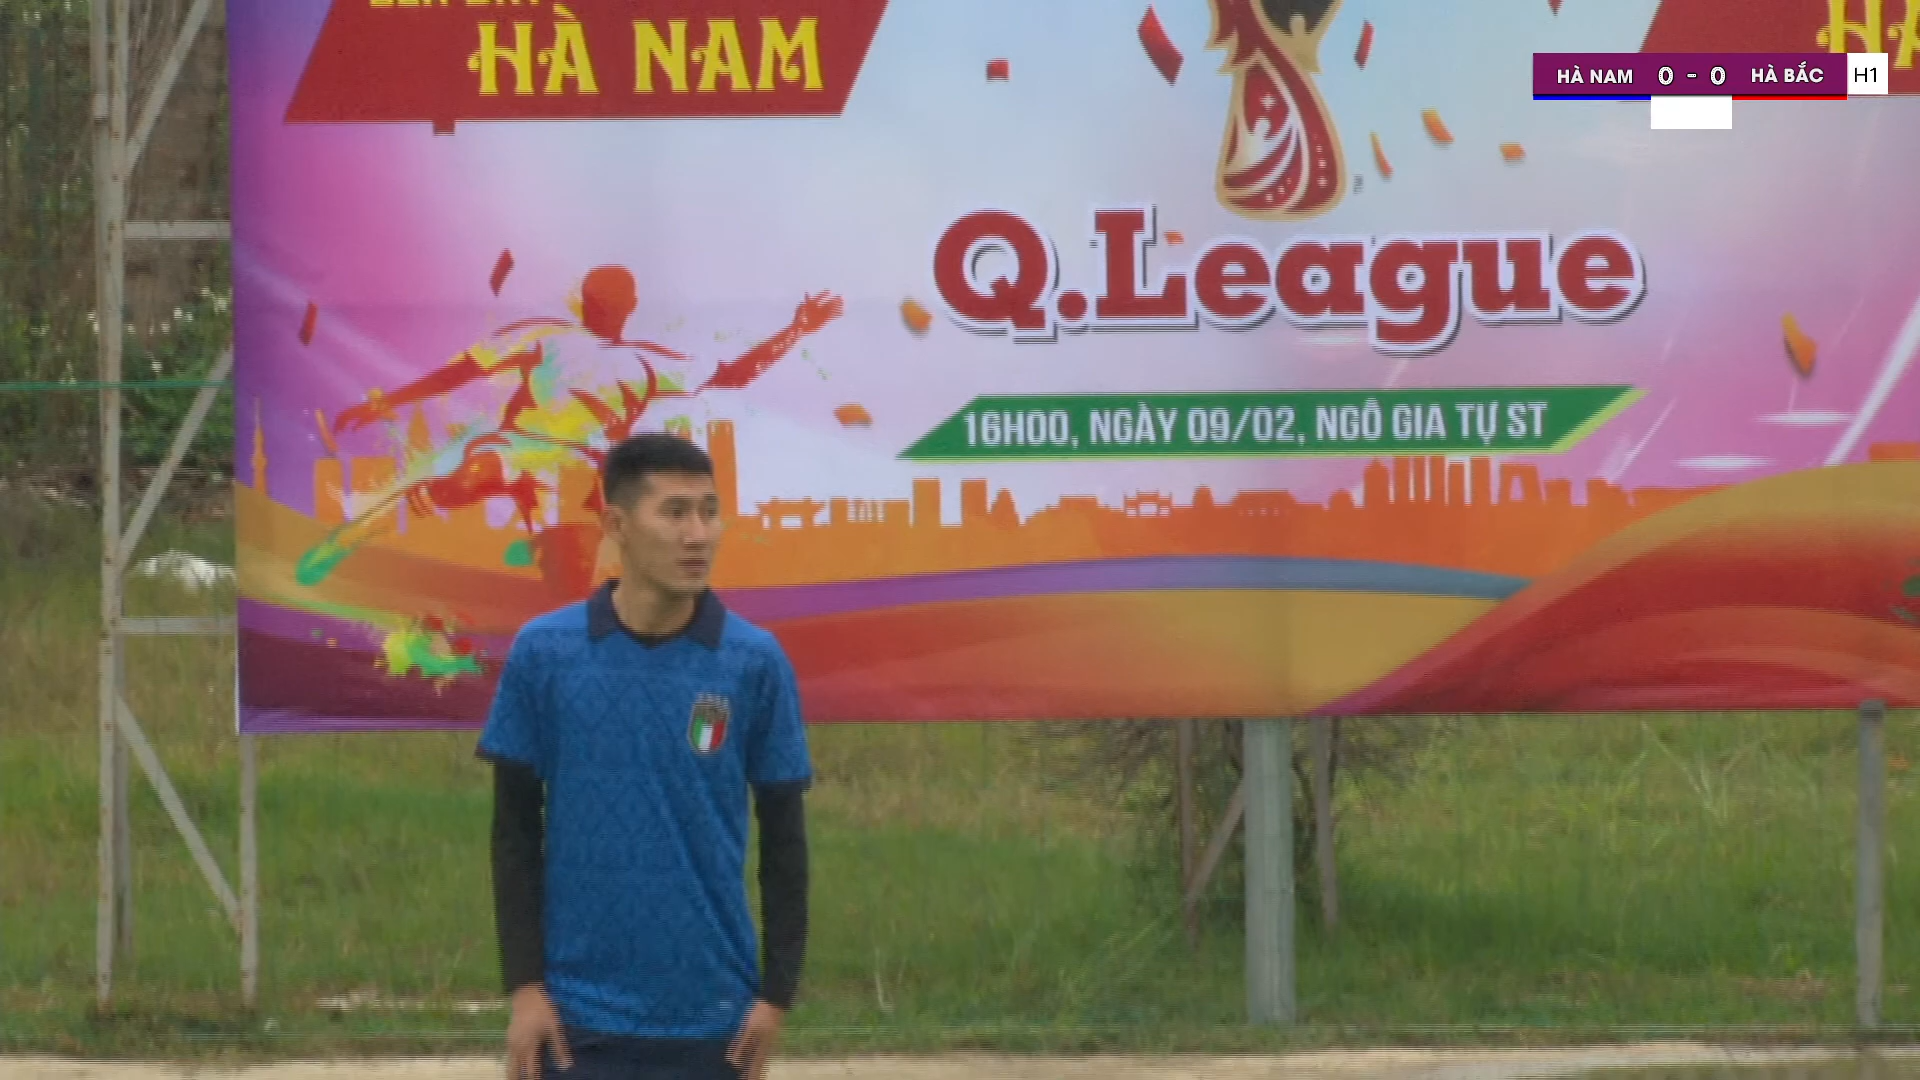 HÀ NAM
HÀ NAM 0 - 0 HÀ BẮC H1
Q.League
16H00, NGÀY 09/02, NGÔ GIA TỰ ST